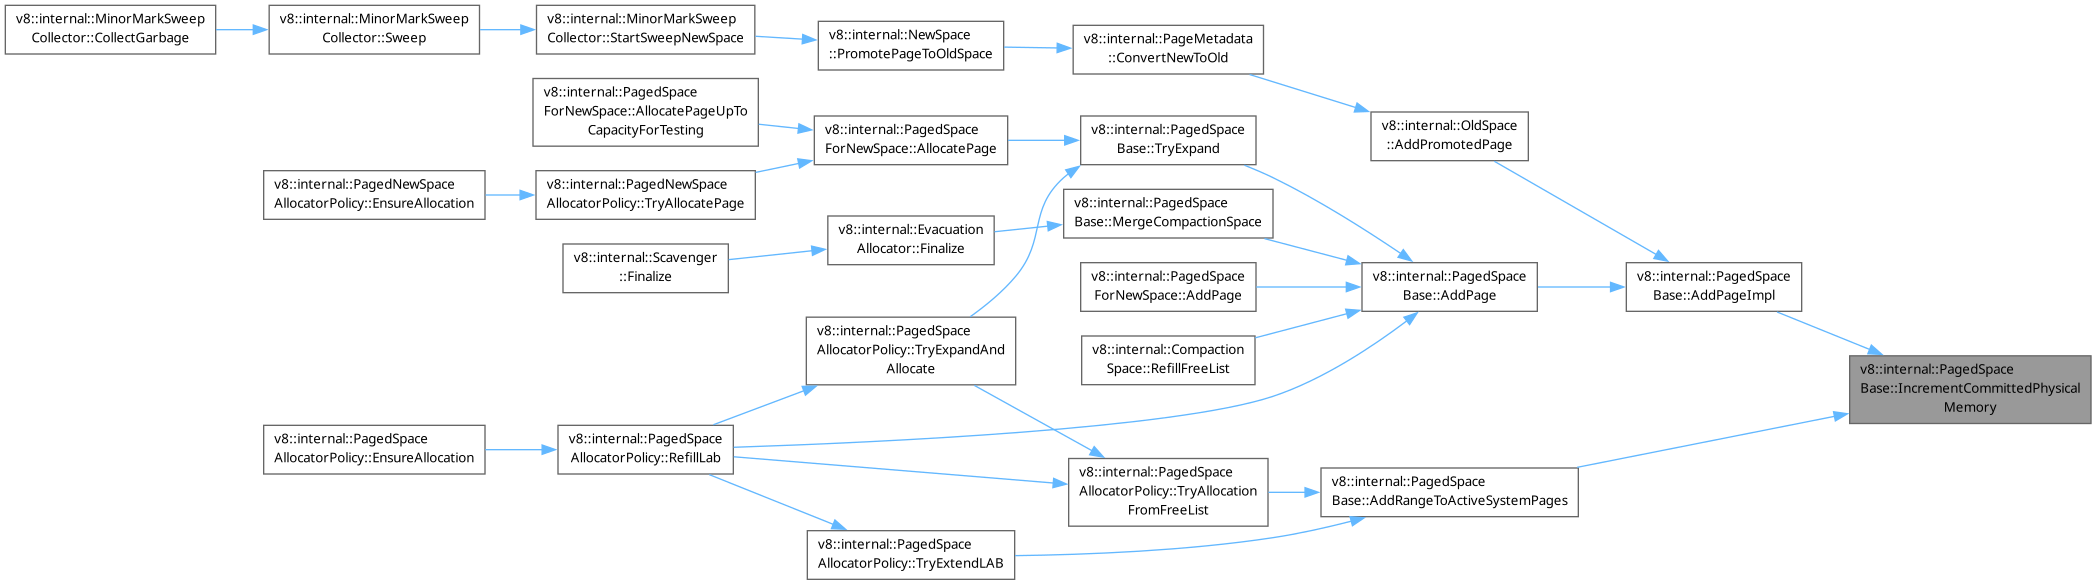 v8::internal::MinorMarkSweep
Collector::CollectGarbage
v8::internal::MinorMarkSweep
Collector::Sweep
v8::internal::MinorMarkSweep
Collector::StartSweepNewSpace
v8::internal::NewSpace
::PromotePageToOldSpace
v8::internal::PageMetadata
::ConvertNewToOld
v8::internal::PagedSpace
ForNewSpace::AllocatePageUpTo
CapacityForTesting
v8::internal::PagedSpace
ForNewSpace::AllocatePage
v8::internal::PagedSpace
Base::TryExpand
v8::internal::OldSpace
::AddPromotedPage
v8::internal::PagedNewSpace
AllocatorPolicy::EnsureAllocation
v8::internal::PagedNewSpace
AllocatorPolicy::TryAllocatePage
v8::internal::PagedSpace
Base::MergeCompactionSpace
v8::internal::Evacuation
Allocator::Finalize
v8::internal::Scavenger
::Finalize
v8::internal::PagedSpace
ForNewSpace::AddPage
v8::internal::PagedSpace
Base::AddPage
v8::internal::PagedSpace
Base::AddPageImpl
v8::internal::PagedSpace
AllocatorPolicy::TryExpandAnd
Allocate
v8::internal::Compaction
Space::RefillFreeList
v8::internal::PagedSpace
Base::IncrementCommittedPhysical
Memory
v8::internal::PagedSpace
AllocatorPolicy::EnsureAllocation
v8::internal::PagedSpace
AllocatorPolicy::RefillLab
v8::internal::PagedSpace
AllocatorPolicy::TryAllocation
FromFreeList
v8::internal::PagedSpace
Base::AddRangeToActiveSystemPages
v8::internal::PagedSpace
AllocatorPolicy::TryExtendLAB